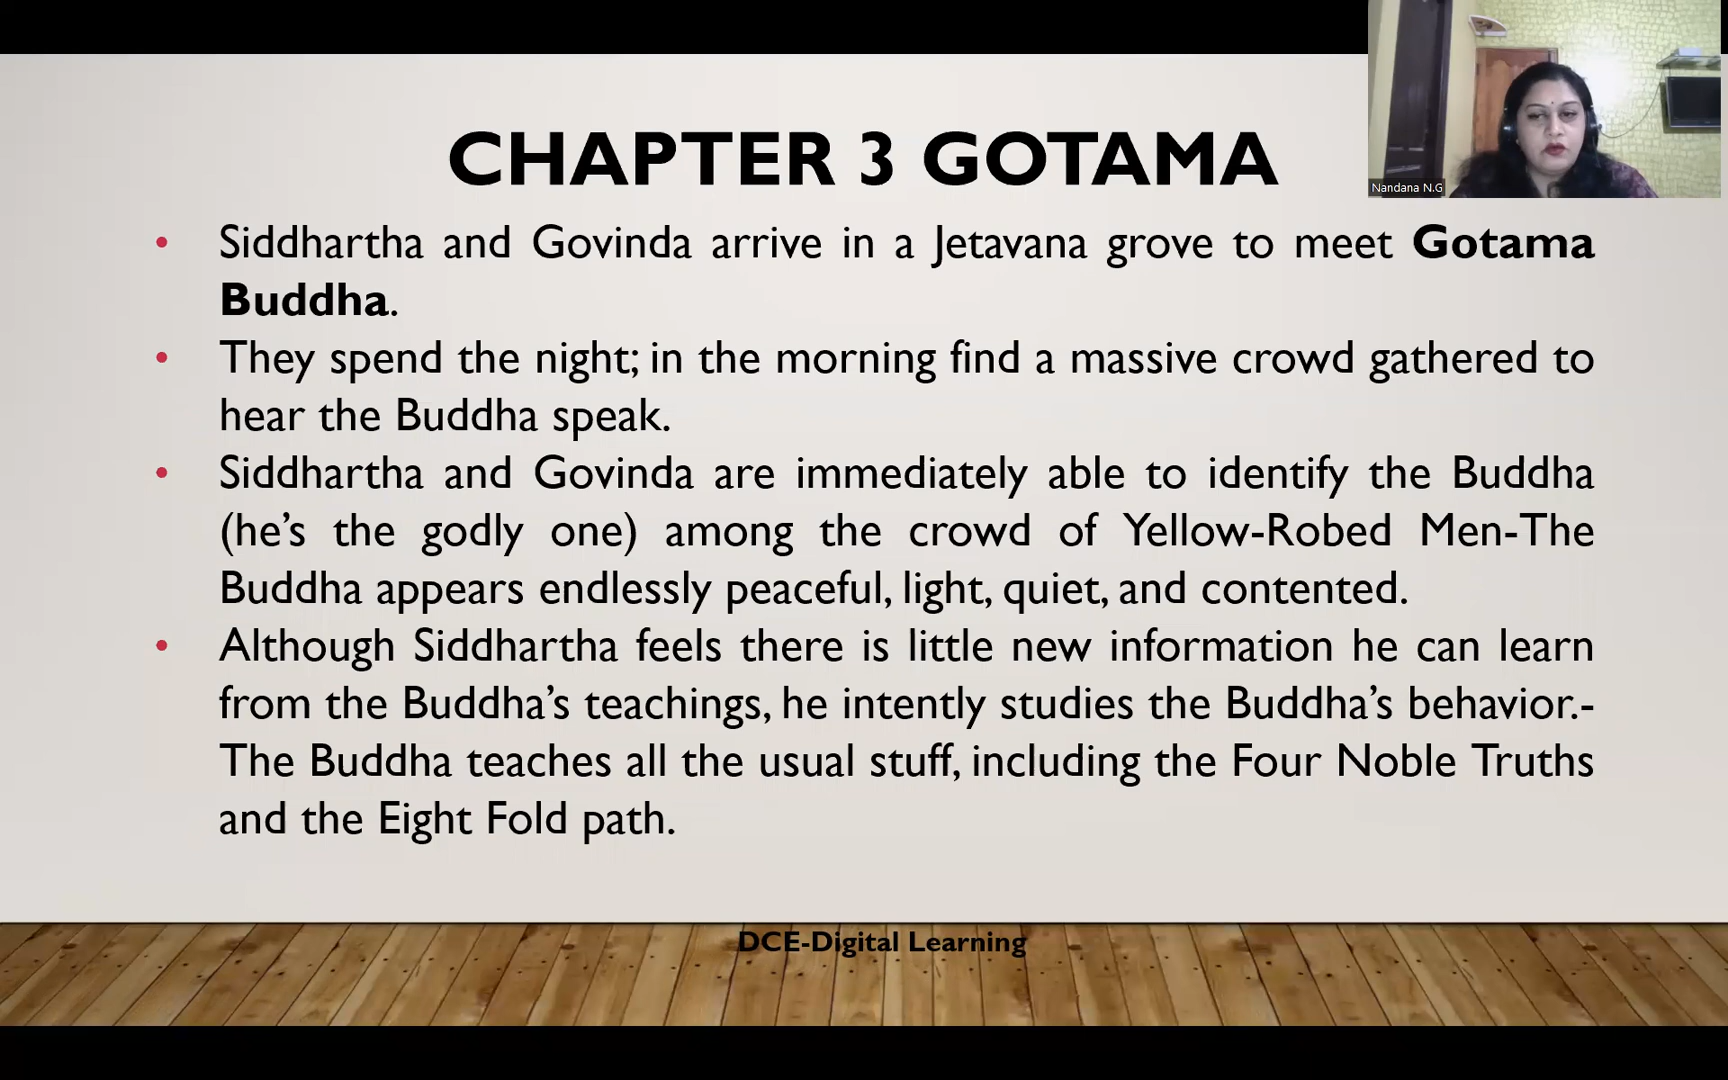 CHAPTER 3 GOTAMA
Nandana N.G
• Siddhartha and Govinda arrive in a Jetavana grove to meet Gotama
Buddha.
• They spend the night; in the morning find a massive crowd gathered to
hear the Buddha speak.
• Siddhartha and Govinda are immediately able to identify the Buddha
(he’s the godly one) among the crowd of Yellow-Robed Men-The
Buddha appears endlessly peaceful, light, quiet, and contented.
• Although Siddhartha feels there is little new information he can learn
from the Buddha’s teachings, he intently studies the Buddha’s behavior.-
The Buddha teaches all the usual stuff, including the Four Noble Truths
and the Eight Fold path.
DCE-Digital Learning